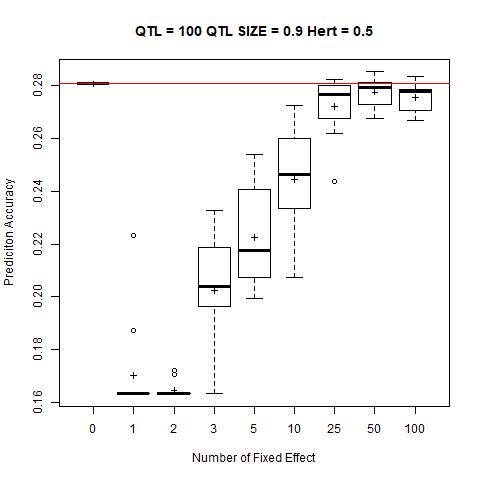 QTL = 100 QTL SIZE = 0.9 Hert = 0.5
0.28
0.26
0.24
0.22
0.20
0.18
0.16
Prediciton Accuracy
0 1 2 3 5 10 25 50 100
Number of Fixed Effect